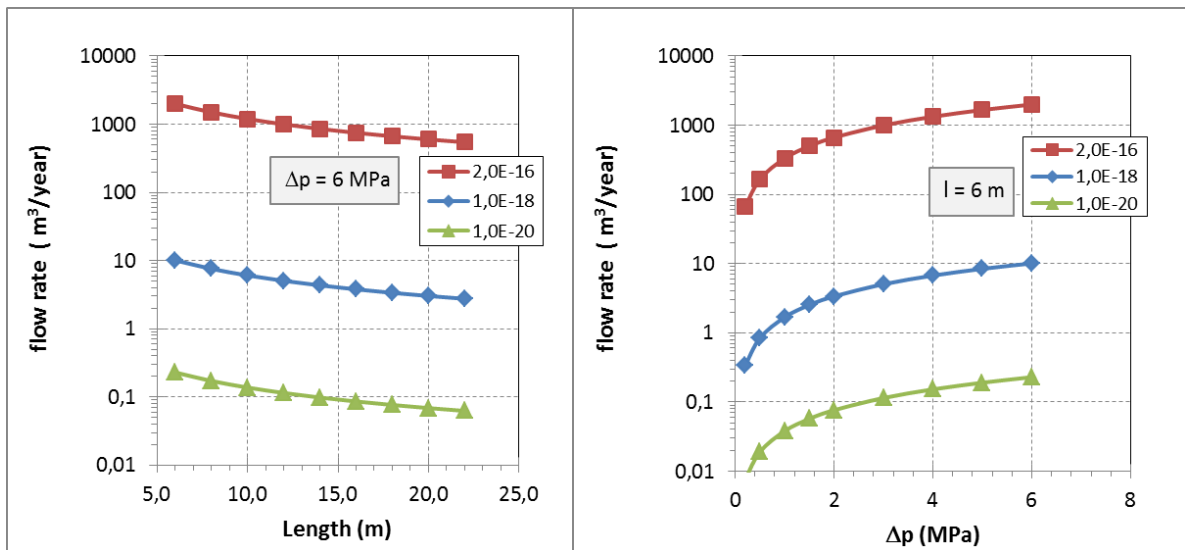 10000
1000
100
10
1
0,1
0,01
flow rate ( m³/year)
5,0
10,0
15,0
20,0
25,0
Length (m)
Δp = 6 MPa
2,0E-16
1,0E-18
1,0E-20
10000
1000
100
10
1
0,1
0,01
flow rate ( m³/year)
0
2
4
6
8
Δp (MPa)
l = 6 m
2,0E-16
1,0E-18
1,0E-20